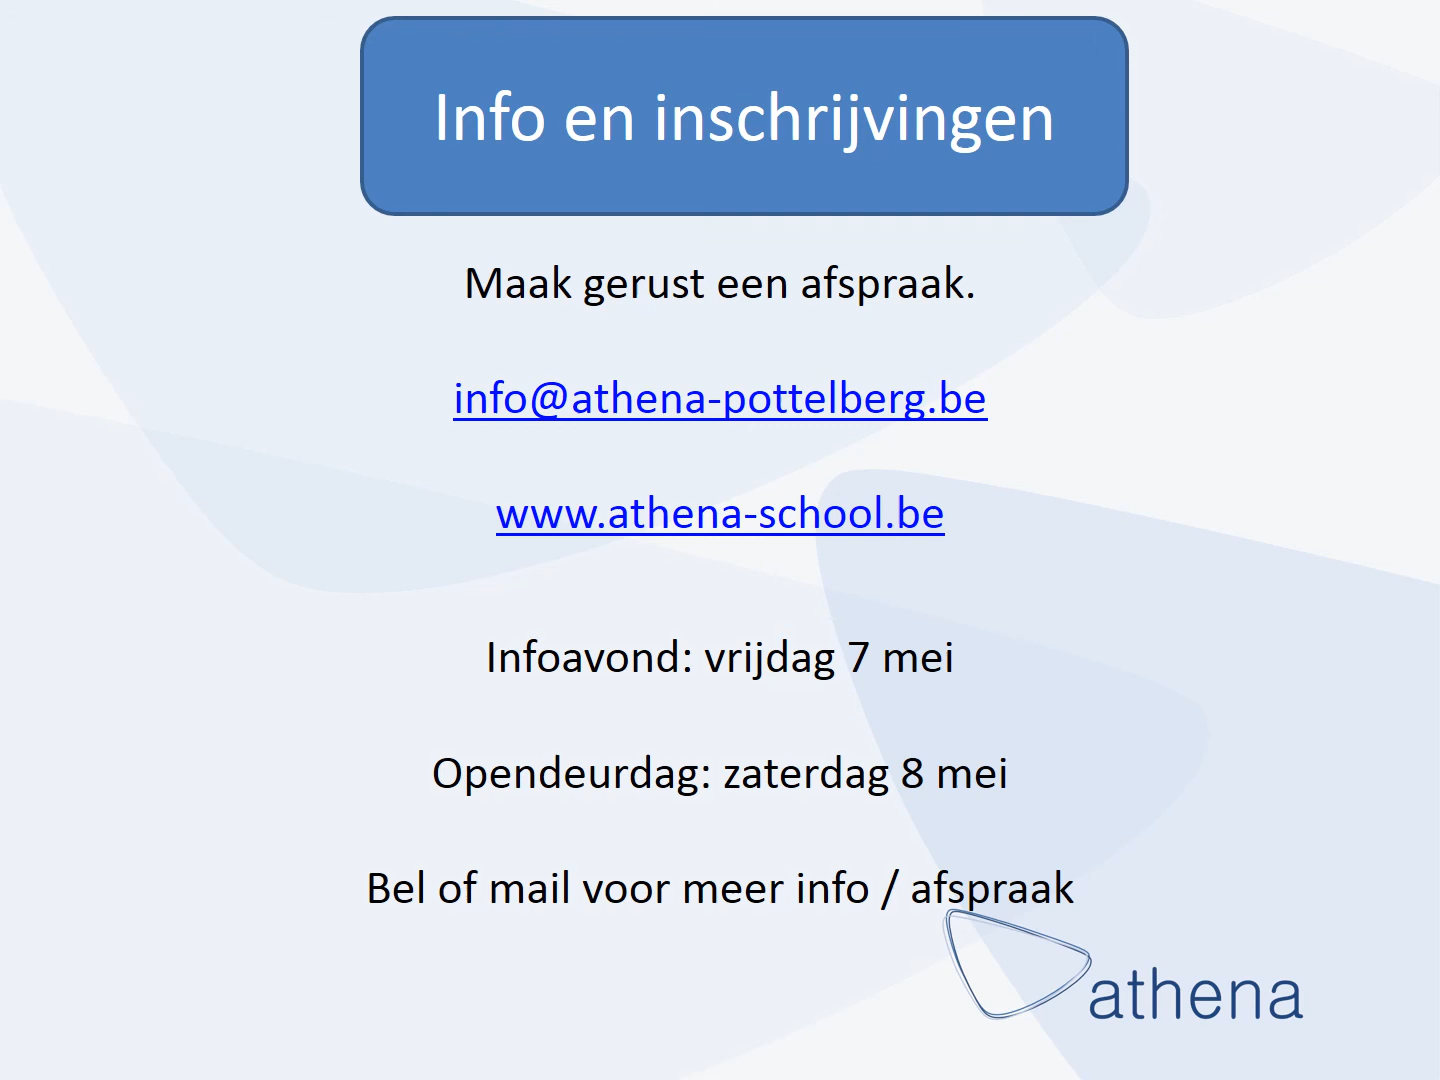 Info en inschrijvingen
Maak gerust een afspraak.
info@athena-pottelberg.be
www.athena-school.be
Infoavond: vrijdag 7 mei
Opendeurdag: zaterdag 8 mei
Bel of mail voor meer info / afspraak
athena